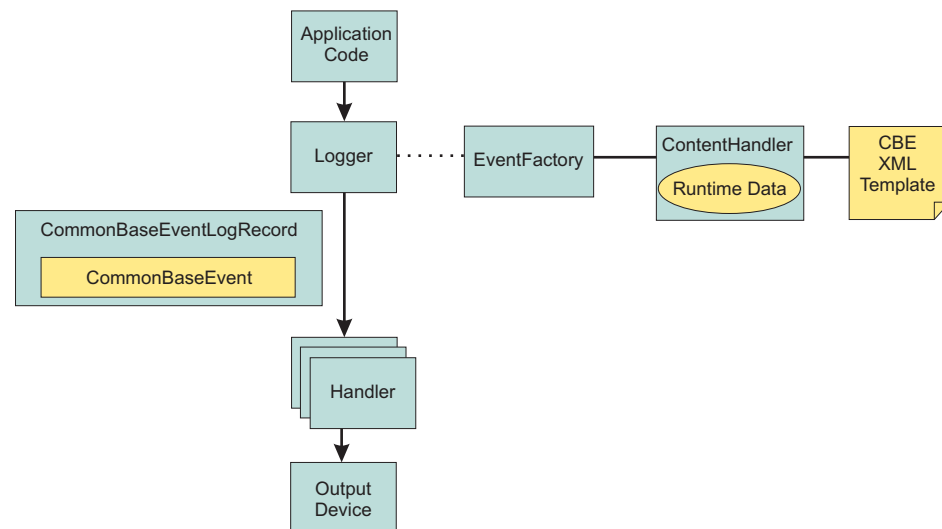 Application
Code
Logger
EventFactory
ContentHandler
Runtime Data
CBE
XML
Template
CommonBaseEventLogRecord
CommonBaseEvent
Handler
Output
Device